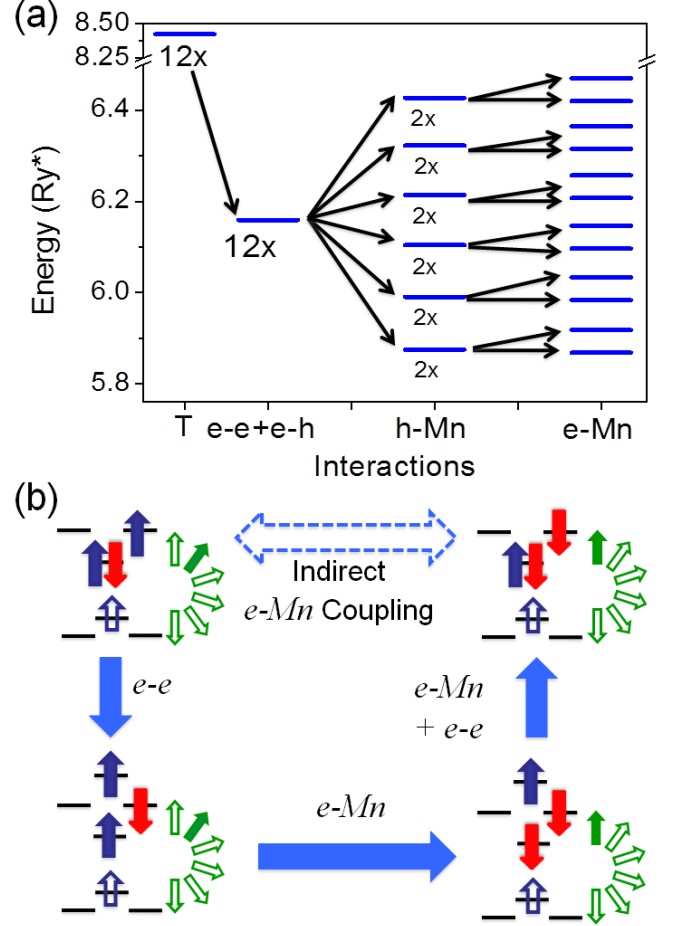 (a)
8.50
8.25
6.4
6.2
6.0
5.8
Energy (Ry*)
12x
12x
2x
2x
2x
2x
2x
2x
T e-e+e-h h-Mn e-Mn
Interactions
(b)
Indirect
e-Mn Coupling
e-e
e-Mn
+ e-e
e-Mn